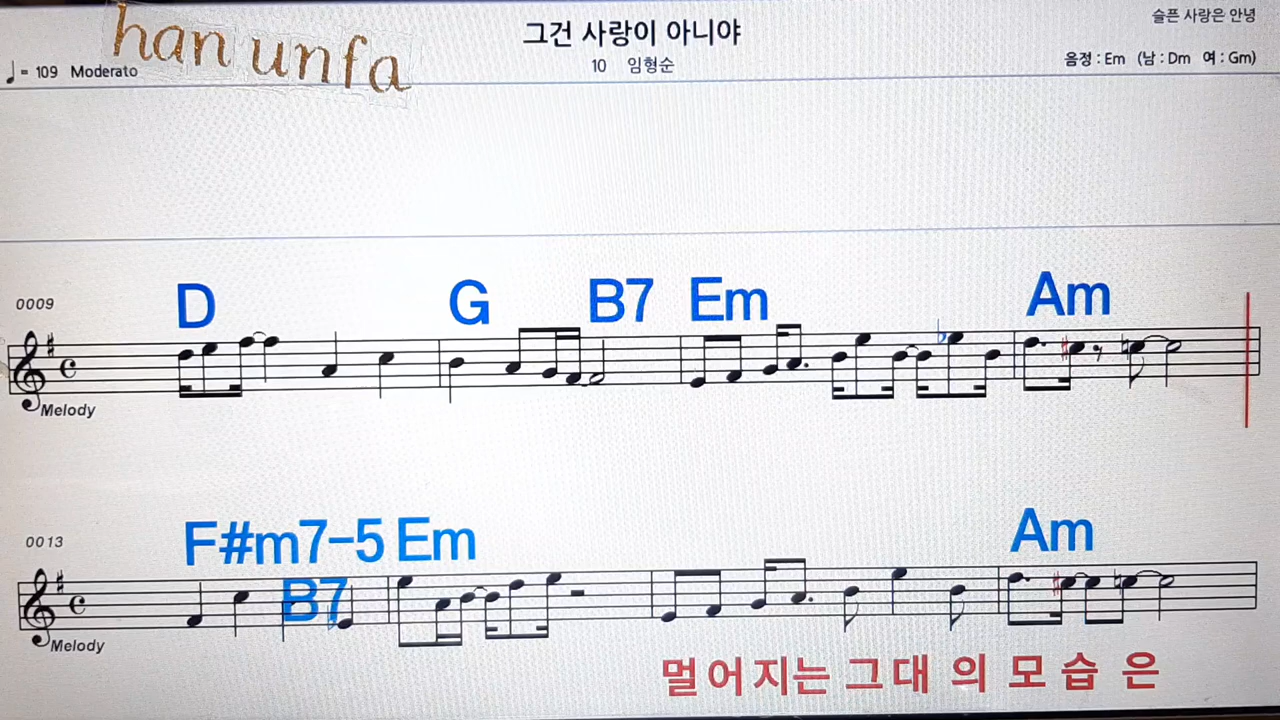 han unfa
그건 사랑이 아니야
슬픈 사랑은 안녕
♩= 109 Moderato
10 임형순
음정 : Em (남 : Dm 여 : Gm)
D G B7 Em Am
0009
Melody
F#m7-5 Em Am
0013
B7
Melody
멀어지는 그대 의 모 습 은